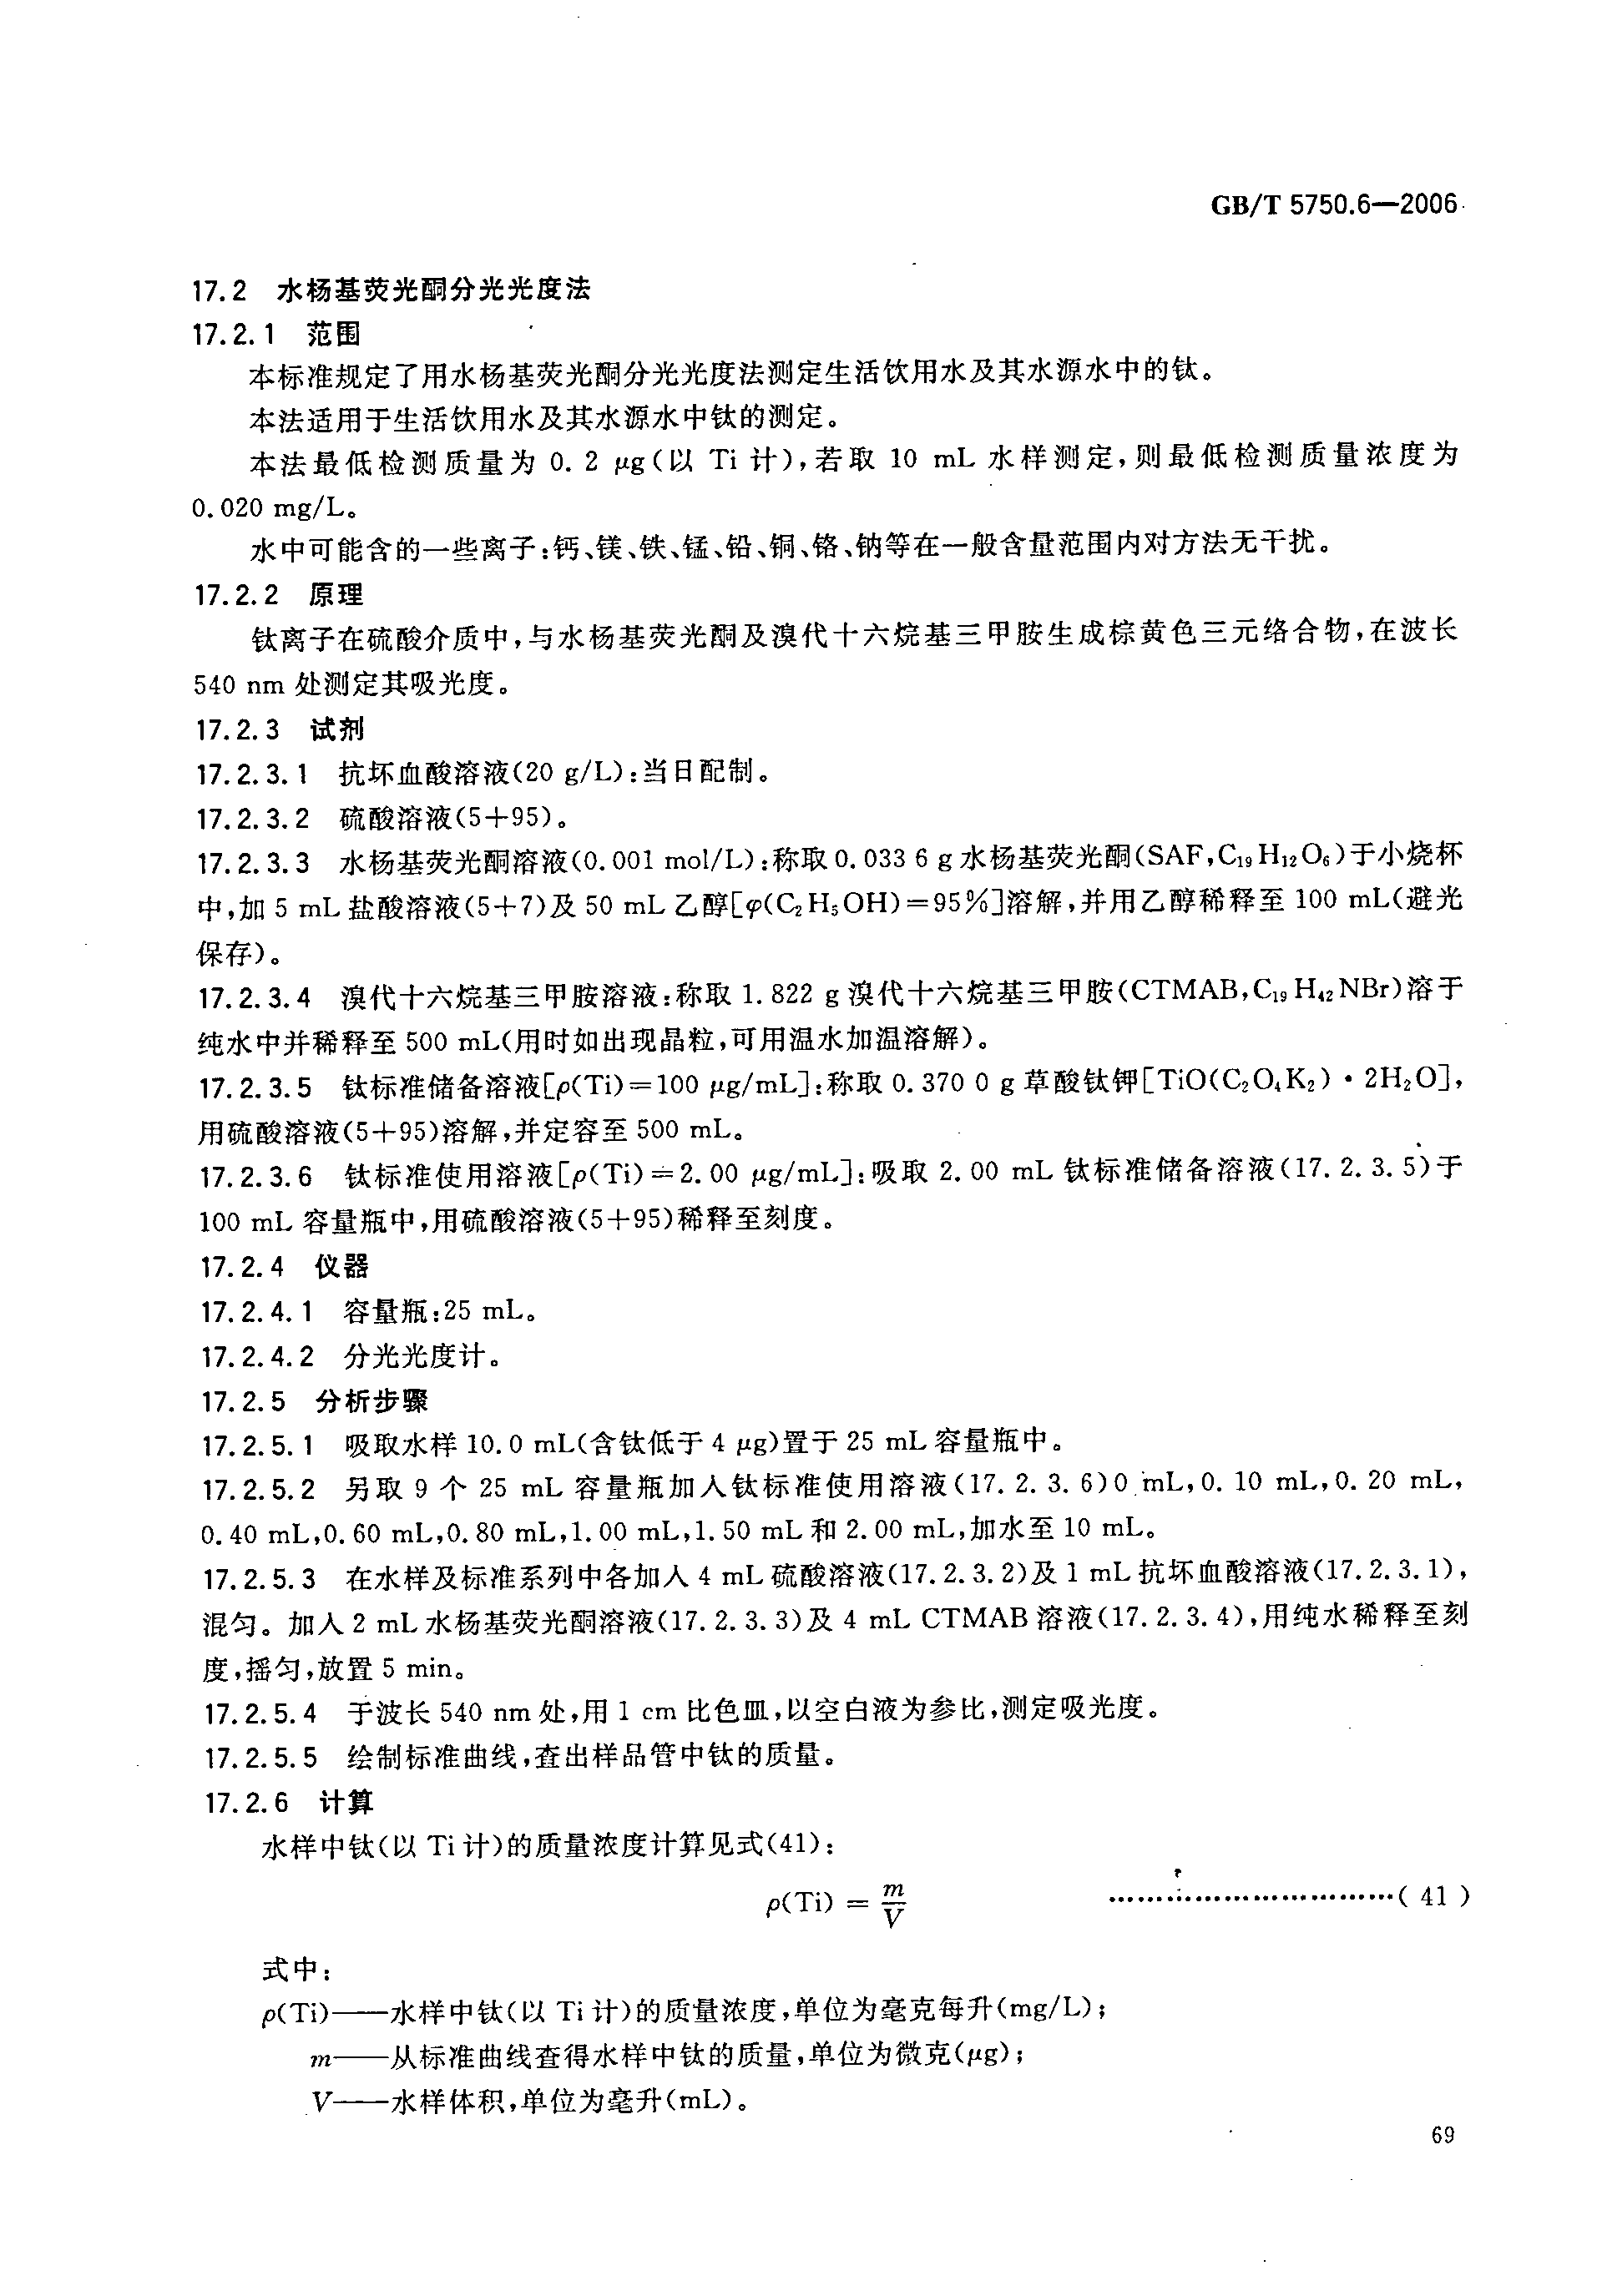 GB/T 5750.6—2006
17.2 水杨基荧光酮分光光度法
17.2.1 范围
本标准规定了用水杨基荧光酮分光光度法测定生活饮用水及其水源水中的钛。
本法适用于生活饮用水及其水源水中钛的测定。
本法最低检测质量为 0.2 μg(以 Ti 计),若取 10 mL 水样测定,则最低检测质量浓度为
0.020 mg/L。
水中可能含的一些离子:钙、镁、铁、锰、铅、铜、铬、钠等在一般含量范围内对方法无干扰。
17.2.2 原理
钛离子在硫酸介质中,与水杨基荧光酮及溴代十六烷基三甲胺生成棕黄色三元络合物,在波长
540 nm 处测定其吸光度。
17.2.3 试剂
17.2.3.1 抗坏血酸溶液(20 g/L):当日配制。
17.2.3.2 硫酸溶液(5+95)。
17.2.3.3 水杨基荧光酮溶液(0.001 mol/L):称取 0.033 6 g 水杨基荧光酮(SAF,C₁₉H₁₂O₆)于小烧杯
中,加 5 mL 盐酸溶液(5+7)及 50 mL 乙醇[φ(C₂H₅OH)=95%]溶解,并用乙醇稀释至 100 mL(避光
保存)。
17.2.3.4 溴代十六烷基三甲胺溶液:称取 1.822 g 溴代十六烷基三甲胺(CTMAB,C₁₉H₄₂NBr)溶于
纯水中并稀释至 500 mL(用时如出现晶粒,可用温水加温溶解)。
17.2.3.5 钛标准储备溶液[ρ(Ti)=100 μg/mL]:称取 0.370 0 g 草酸钛钾[TiO(C₂O₄K₂)·2H₂O],
用硫酸溶液(5+95)溶解,并定容至 500 mL。
17.2.3.6 钛标准使用溶液[ρ(Ti)=2.00 μg/mL]:吸取 2.00 mL 钛标准储备溶液(17.2.3.5)于
100 mL 容量瓶中,用硫酸溶液(5+95)稀释至刻度。
17.2.4 仪器
17.2.4.1 容量瓶:25 mL。
17.2.4.2 分光光度计。
17.2.5 分析步骤
17.2.5.1 吸取水样 10.0 mL(含钛低于 4 μg)置于 25 mL 容量瓶中。
17.2.5.2 另取 9 个 25 mL 容量瓶加入钛标准使用溶液(17.2.3.6)0 mL,0.10 mL,0.20 mL,
0.40 mL,0.60 mL,0.80 mL,1.00 mL,1.50 mL 和 2.00 mL,加水至 10 mL。
17.2.5.3 在水样及标准系列中各加入 4 mL 硫酸溶液(17.2.3.2)及 1 mL 抗坏血酸溶液(17.2.3.1),
混匀。加入 2 mL 水杨基荧光酮溶液(17.2.3.3)及 4 mL CTMAB 溶液(17.2.3.4),用纯水稀释至刻
度,摇匀,放置 5 min。
17.2.5.4 于波长 540 nm 处,用 1 cm 比色皿,以空白液为参比,测定吸光度。
17.2.5.5 绘制标准曲线,查出样品管中钛的质量。
17.2.6 计算
水样中钛(以 Ti 计)的质量浓度计算见式(41):
ρ(Ti) = m/V ……………………………( 41 )
式中:
ρ(Ti)——水样中钛(以 Ti 计)的质量浓度,单位为毫克每升(mg/L);
m——从标准曲线查得水样中钛的质量,单位为微克(μg);
V——水样体积,单位为毫升(mL)。
69